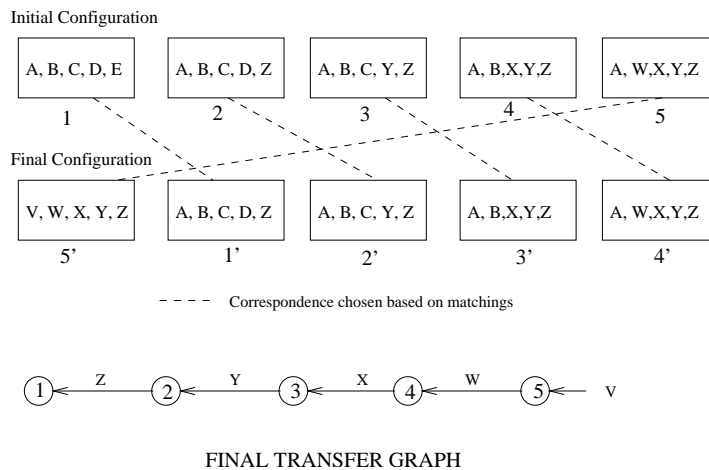 Initial Configuration
A, B, C, D, E
A, B, C, D, Z
A, B, C, Y, Z
A, B,X,Y,Z
A, W,X,Y,Z
1
2
3
4
5
Final Configuration
V, W, X, Y, Z
A, B, C, D, Z
A, B, C, Y, Z
A, B,X,Y,Z
A, W,X,Y,Z
5'
1'
2'
3'
4'
Correspondence chosen based on matchings
1 Z 2 Y 3 X 4 W 5 V
FINAL TRANSFER GRAPH